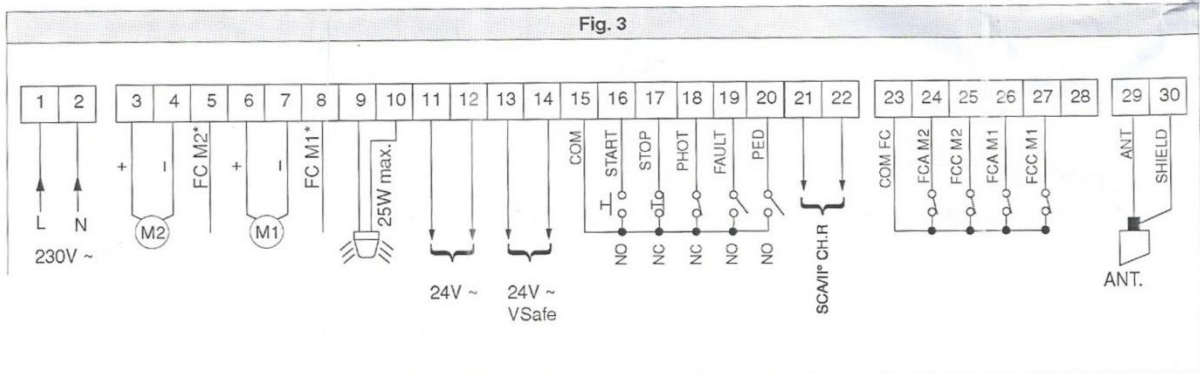 Fig. 3
1 2 3 4 5 6 7 8 9 10 11 12 13 14 15 16 17 18 19 20 21 22 23 24 25 26 27 28 29 30
+ − FC M2* + − FC M1* 25W max. COM START STOP PHOT FAULT PED COM FC FCA M2 FCC M2 FCA M1 FCC M1 ANT SHIELD
L N M2 M1
230V ~
NO NC NC NO NO
SCA/II° CH.R
24V ~ 24V ~
VSafe
ANT.